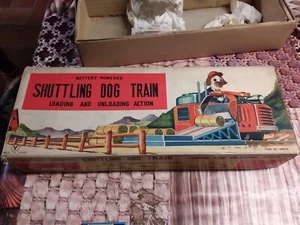 BATTERY POWERED
SHUTTLING DOG TRAIN
LOADING AND UNLOADING ACTION
SHUTTLING DOG TRAIN